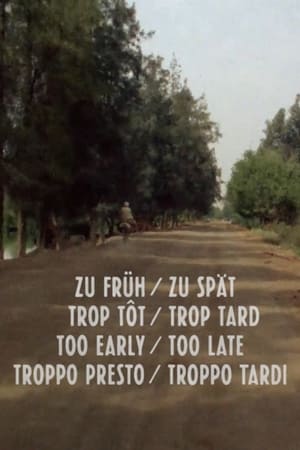 ZU FRÜH / ZU SPÄT
TROP TÔT / TROP TARD
TOO EARLY / TOO LATE
TROPPO PRESTO / TROPPO TARDI